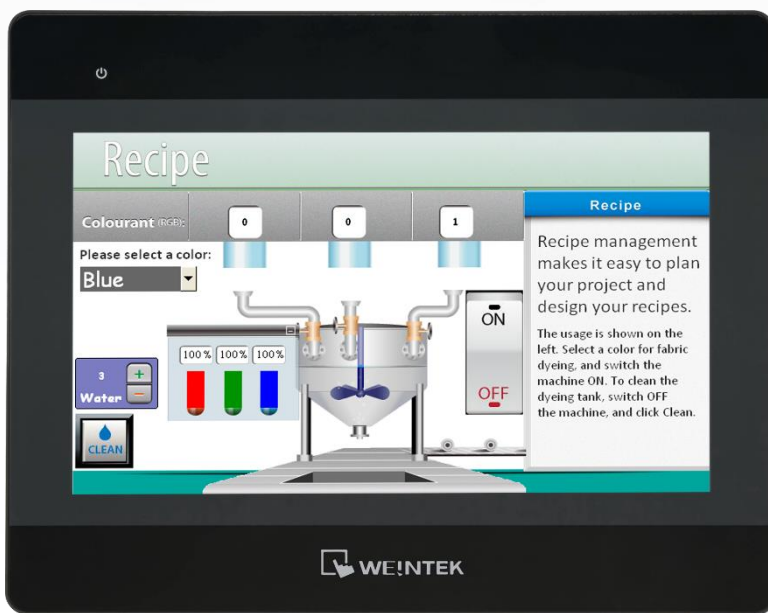 Recipe
Colourant (RGB):
0
0
1
Please select a color:
Blue
100 %
100 %
100 %
3
+
Water
−
CLEAN
ON
OFF
Recipe
Recipe management
makes it easy to plan
your project and
design your recipes.
The usage is shown on the
left. Select a color for fabric
dyeing, and switch the
machine ON. To clean the
dyeing tank, switch OFF
the machine, and click Clean.
WE!NTEK